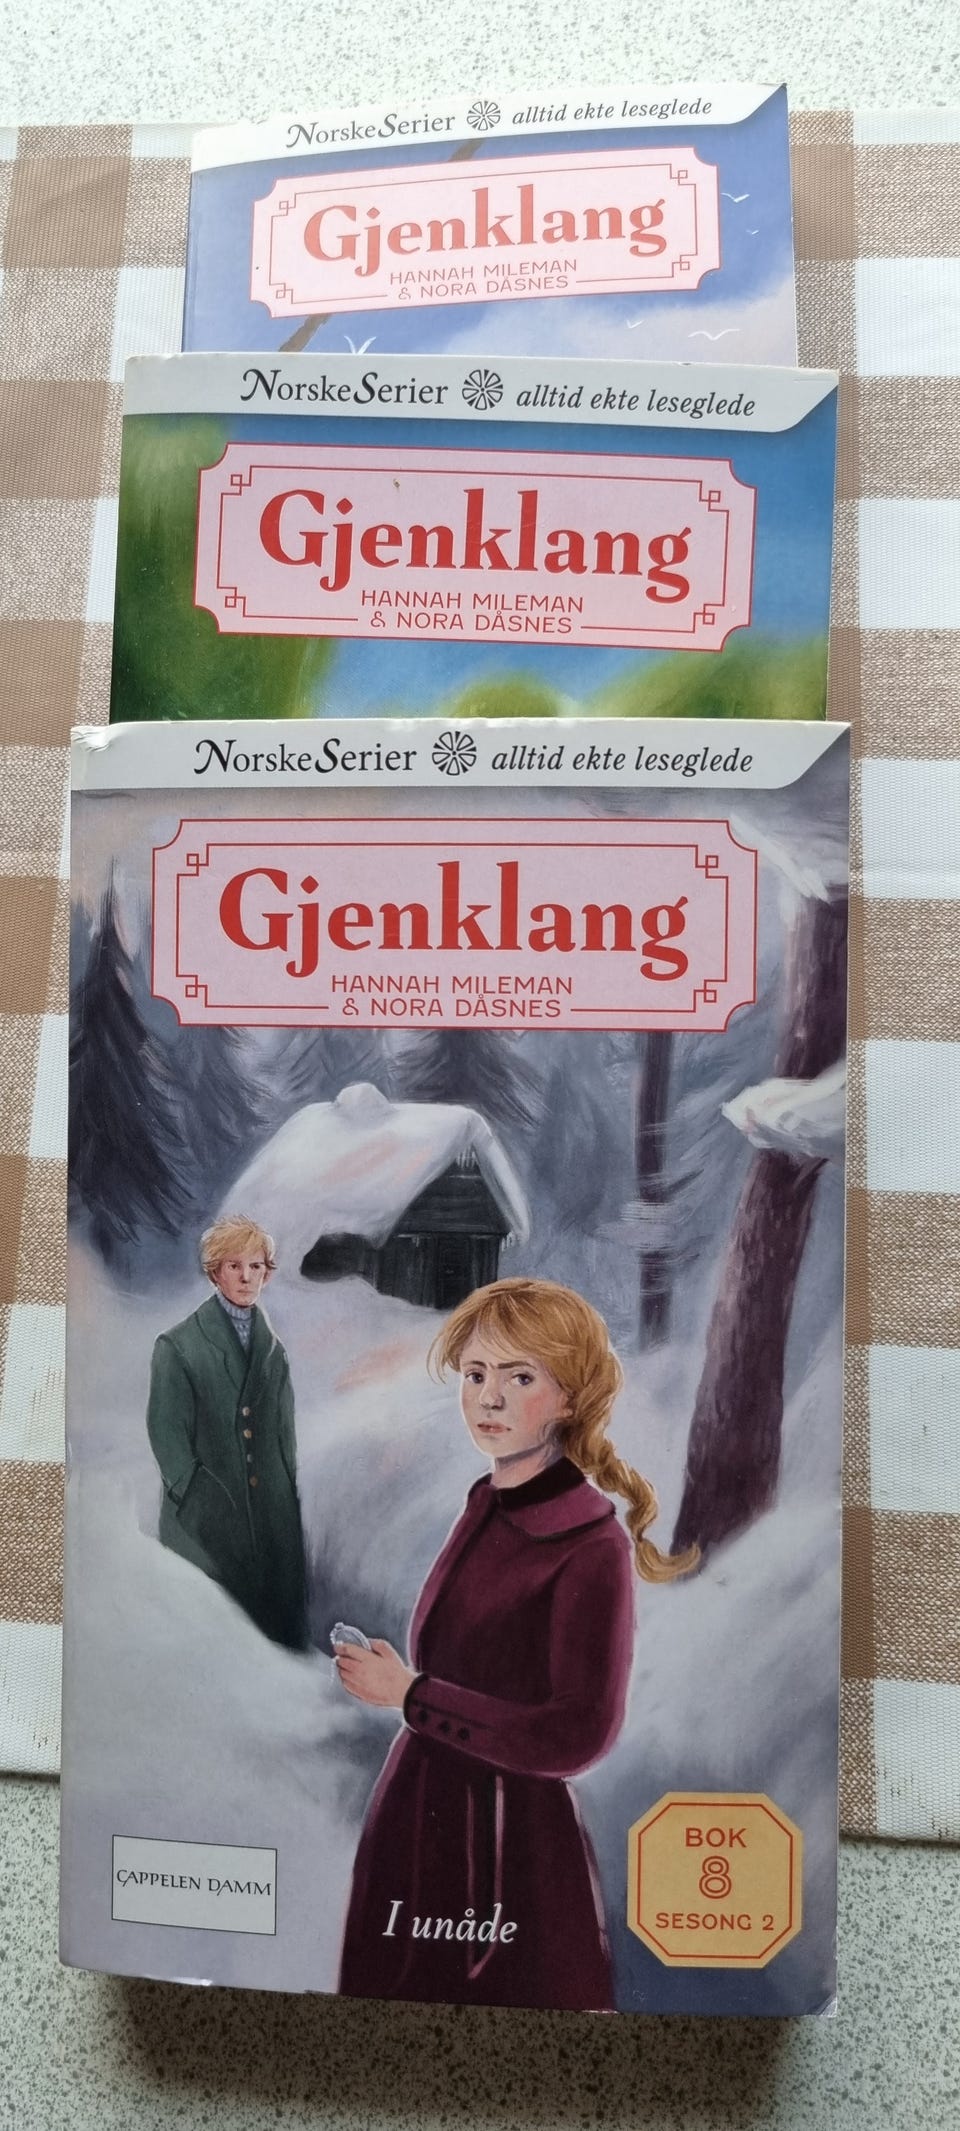 NorskeSerier alltid ekte leseglede
Gjenklang
HANNAH MILEMAN
& NORA DÅSNES
NorskeSerier alltid ekte leseglede
Gjenklang
HANNAH MILEMAN
& NORA DÅSNES
NorskeSerier alltid ekte leseglede
Gjenklang
HANNAH MILEMAN
& NORA DÅSNES
BOK
8
SESONG 2
CAPPELEN DAMM
I unåde